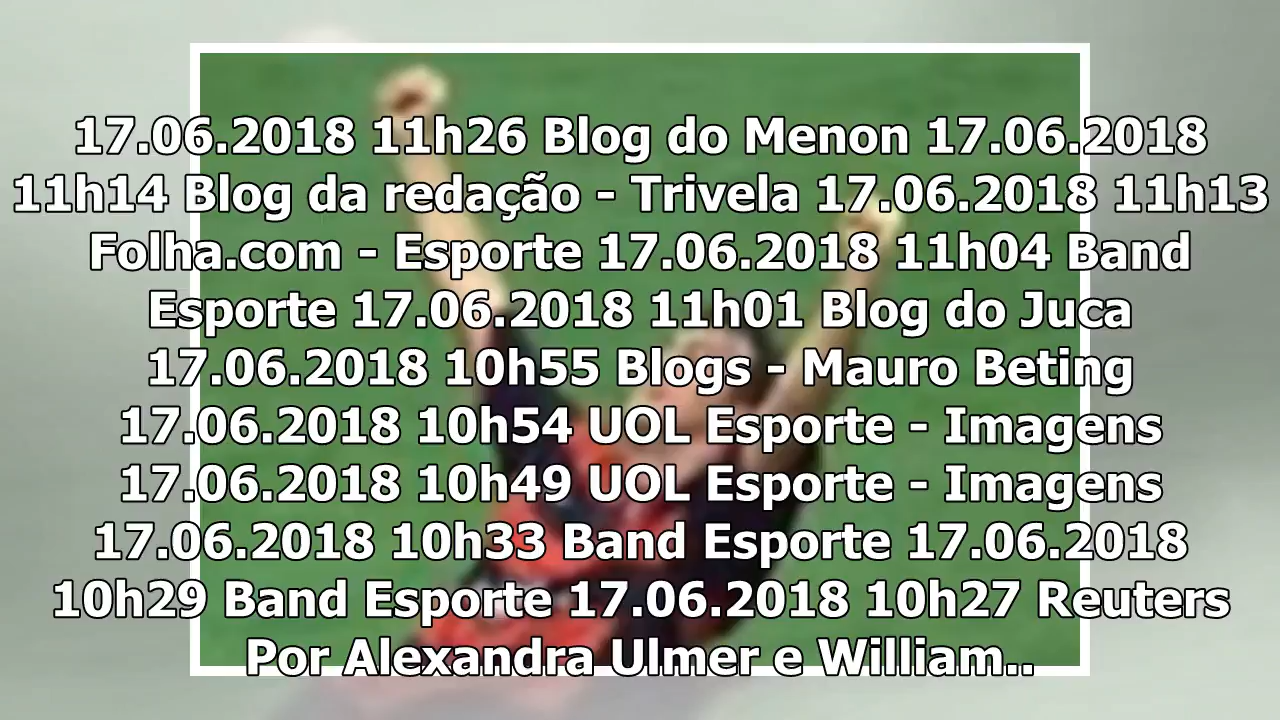 17.06.2018 11h26 Blog do Menon 17.06.2018
11h14 Blog da redação - Trivela 17.06.2018 11h13
Folha.com - Esporte 17.06.2018 11h04 Band
Esporte 17.06.2018 11h01 Blog do Juca
17.06.2018 10h55 Blogs - Mauro Beting
17.06.2018 10h54 UOL Esporte - Imagens
17.06.2018 10h49 UOL Esporte - Imagens
17.06.2018 10h33 Band Esporte 17.06.2018
10h29 Band Esporte 17.06.2018 10h27 Reuters
Por Alexandra Ulmer e William..